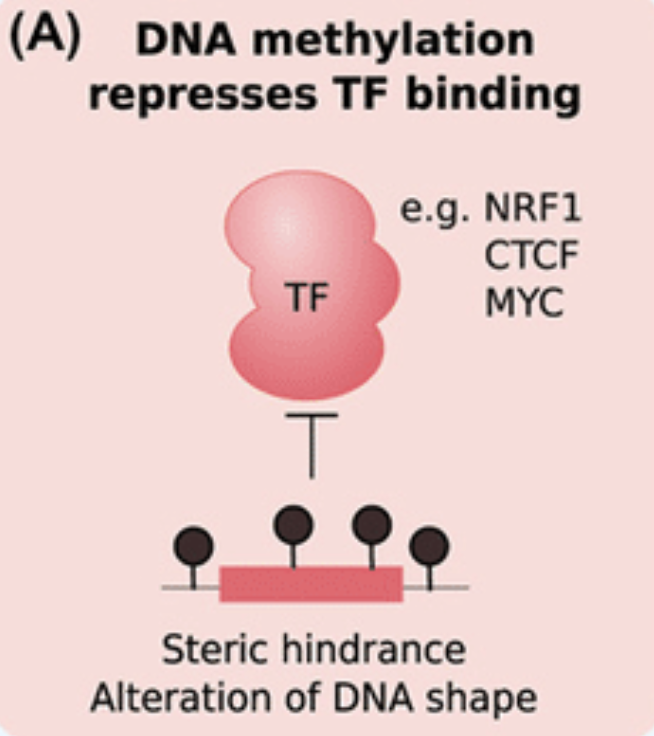 (A) DNA methylation
represses TF binding
e.g. NRF1
CTCF
MYC
TF
Steric hindrance
Alteration of DNA shape